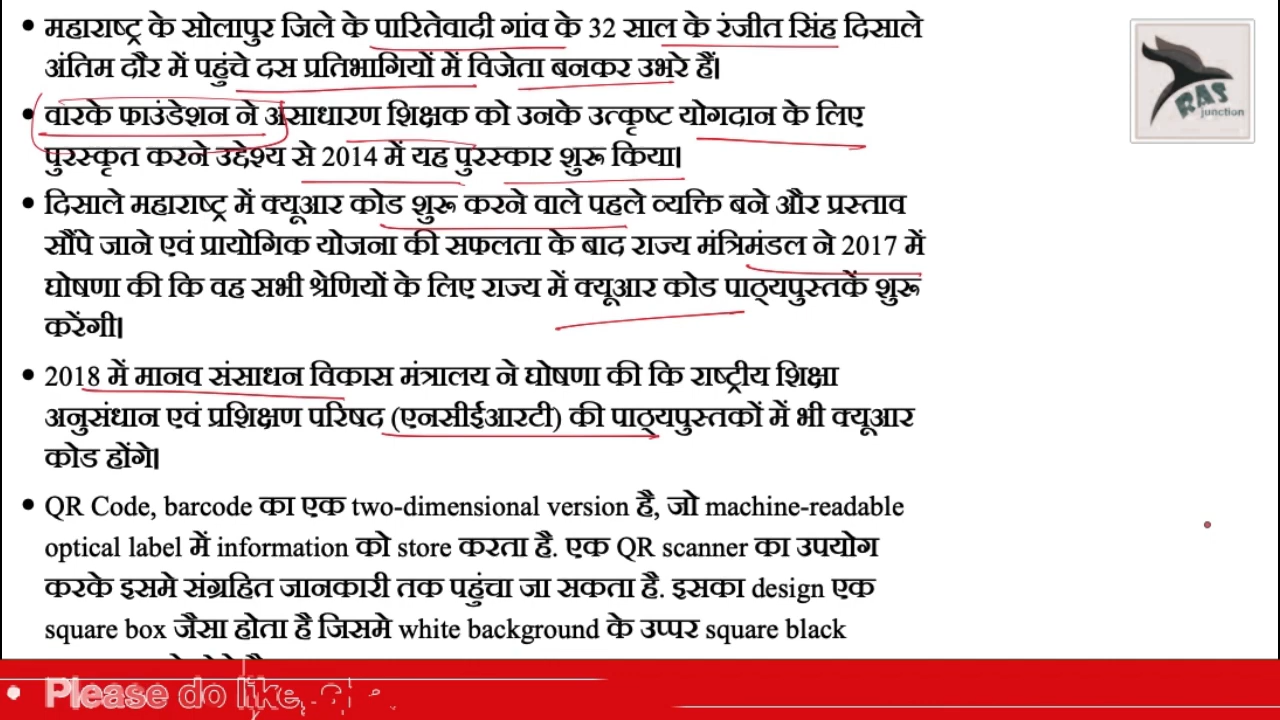 • महाराष्ट्र के सोलापुर जिले के पारितेवादी गांव के 32 साल के रंजीत सिंह दिसाले
अंतिम दौर में पहुंचे दस प्रतिभागियों में विजेता बनकर उभरे हैं।
• वारके फाउंडेशन ने असाधारण शिक्षक को उनके उत्कृष्ट योगदान के लिए
पुरस्कृत करने उद्देश्य से 2014 में यह पुरस्कार शुरू किया।
• दिसाले महाराष्ट्र में क्यूआर कोड शुरू करने वाले पहले व्यक्ति बने और प्रस्ताव
सौंपे जाने एवं प्रायोगिक योजना की सफलता के बाद राज्य मंत्रिमंडल ने 2017 में
घोषणा की कि वह सभी श्रेणियों के लिए राज्य में क्यूआर कोड पाठ्यपुस्तकें शुरू
करेंगी।
• 2018 में मानव संसाधन विकास मंत्रालय ने घोषणा की कि राष्ट्रीय शिक्षा
अनुसंधान एवं प्रशिक्षण परिषद (एनसीईआरटी) की पाठ्यपुस्तकों में भी क्यूआर
कोड होंगे।
• QR Code, barcode का एक two-dimensional version है, जो machine-readable
optical label में information को store करता है. एक QR scanner का उपयोग
करके इसमे संग्रहित जानकारी तक पहुंचा जा सकता है. इसका design एक
square box जैसा होता है जिसमे white background के उप्पर square black
RAS
junction
• Please do like,